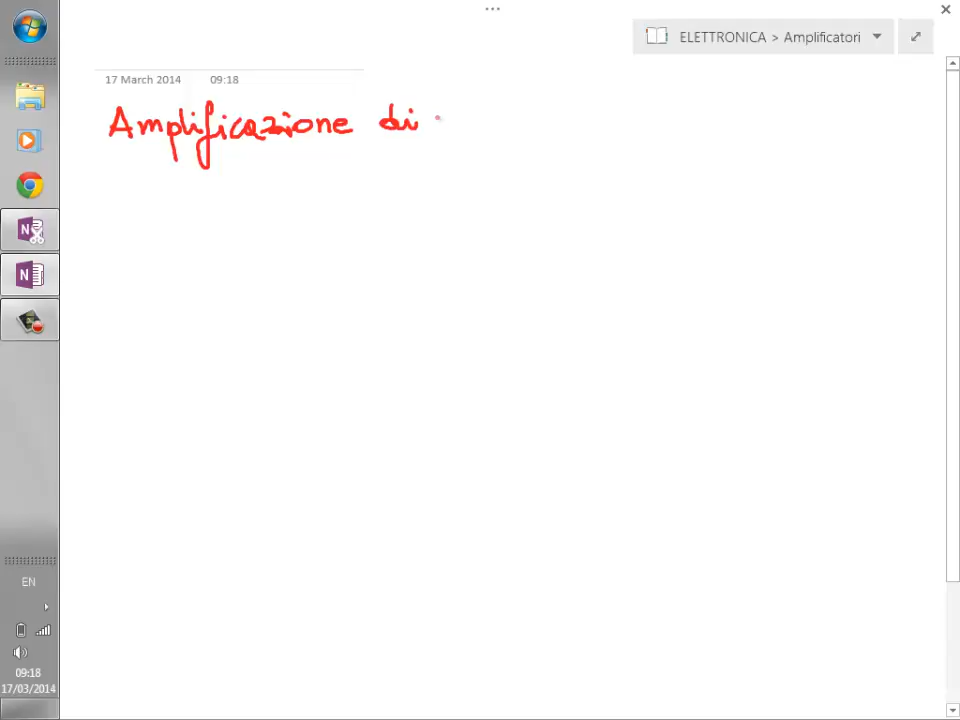 ELETTRONICA > Amplificatori
17 March 2014 09:18
Amplificazione di
EN
09:18
17/03/2014